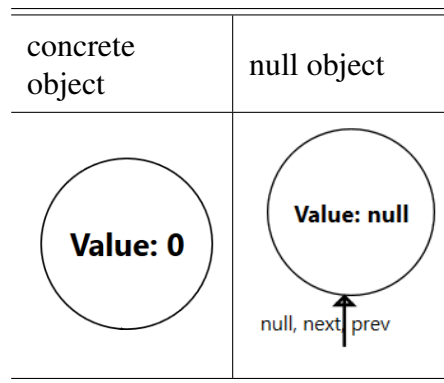 concrete
object
null object
Value: 0
Value: null
null, next, prev